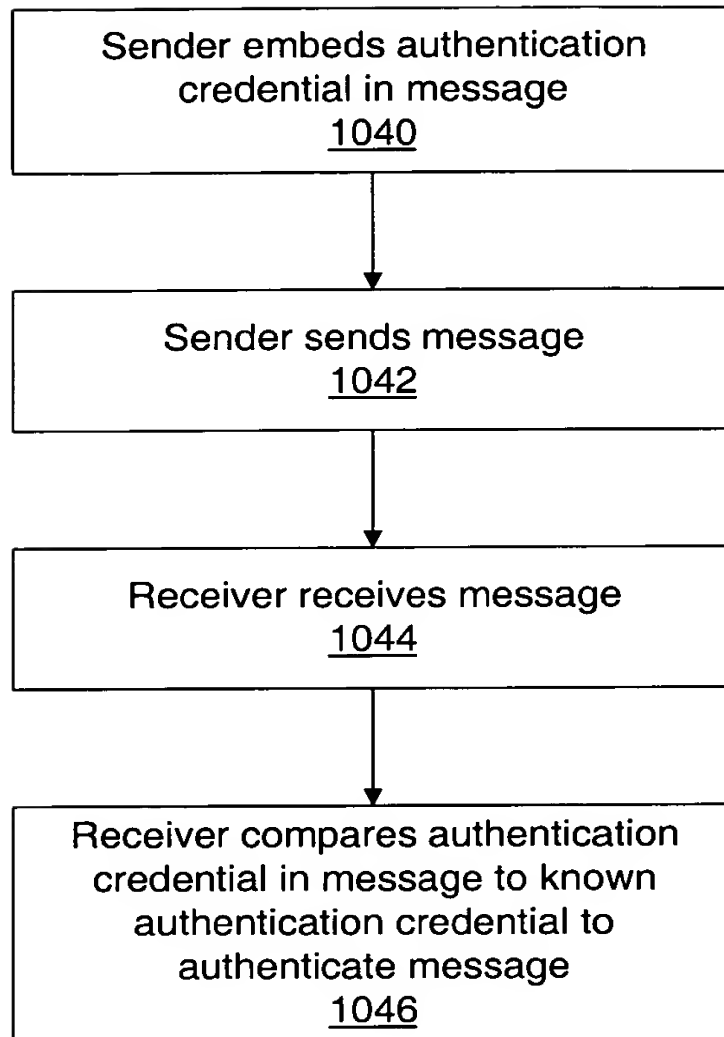 Sender embeds authentication
credential in message
1040
Sender sends message
1042
Receiver receives message
1044
Receiver compares authentication
credential in message to known
authentication credential to
authenticate message
1046